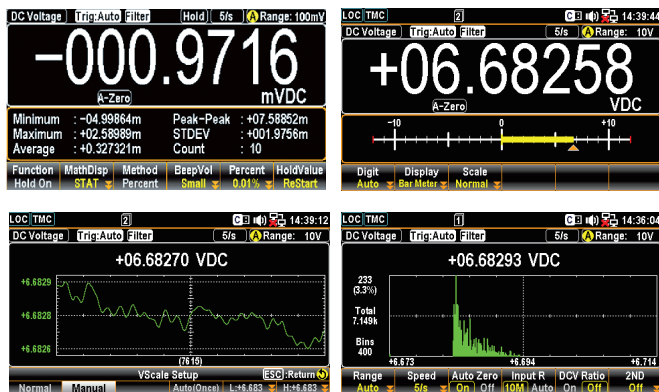 DC Voltage Trig:Auto Filter Hold 5/s A Range: 100mV
-000.9716
A-Zero mVDC
Minimum : -04.99864m Peak-Peak : +07.58852m
Maximum : +02.58989m STDEV : +001.9756m
Average : +0.327321m Count : 10
Function MathDisp Method BeepVol Percent HoldValue
Hold On STAT Percent Small 0.01% ReStart
LOC TMC 2 C 14:39:44
DC Voltage Trig:Auto Filter 5/s A Range: 10V
+06.68258
A-Zero VDC
-10 0 +10
Digit Display Scale
Auto Bar Meter Normal
LOC TMC 2 C 14:39:12
DC Voltage Trig:Auto Filter 5/s A Range: 10V
+06.68270 VDC
+6.6829
+6.6828
+6.6826
(7615)
VScale Setup ESC:Return
Normal Manual Auto(Once) L:+6.683 H:+6.683
LOC TMC 1 C 14:36:04
DC Voltage Trig:Auto Filter 5/s A Range: 10V
+06.68293 VDC
233
(3.3%)
Total
7.149k
Bins
400
+6.673 +6.694 +6.714
Range Speed Auto Zero Input R DCV Ratio 2ND
Auto 5/s On Off 10M Auto On Off Off